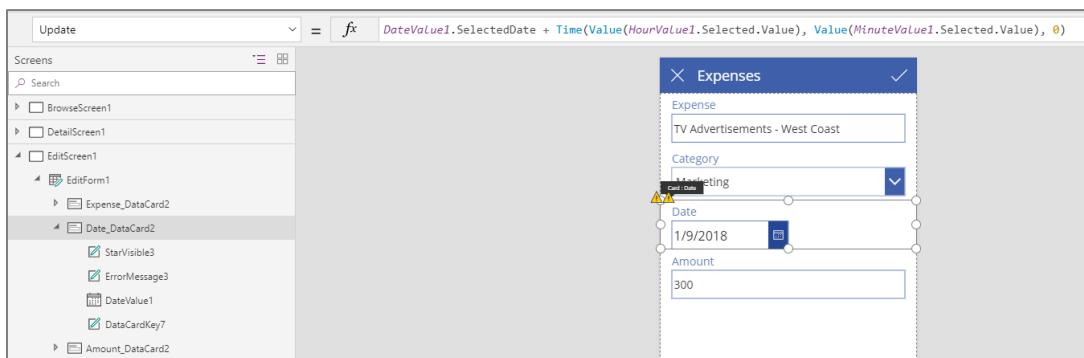 Update = fx DateValue1.SelectedDate + Time(Value(HourValue1.Selected.Value), Value(MinuteValue1.Selected.Value), 0)
Screens
Search
BrowseScreen1
DetailScreen1
EditScreen1
EditForm1
Expense_DataCard2
Date_DataCard2
StarVisible3
ErrorMessage3
DateValue1
DataCardKey7
Amount_DataCard2
Expenses
Expense
TV Advertisements - West Coast
Category
Marketing
Card : Date
Date
1/9/2018
Amount
300